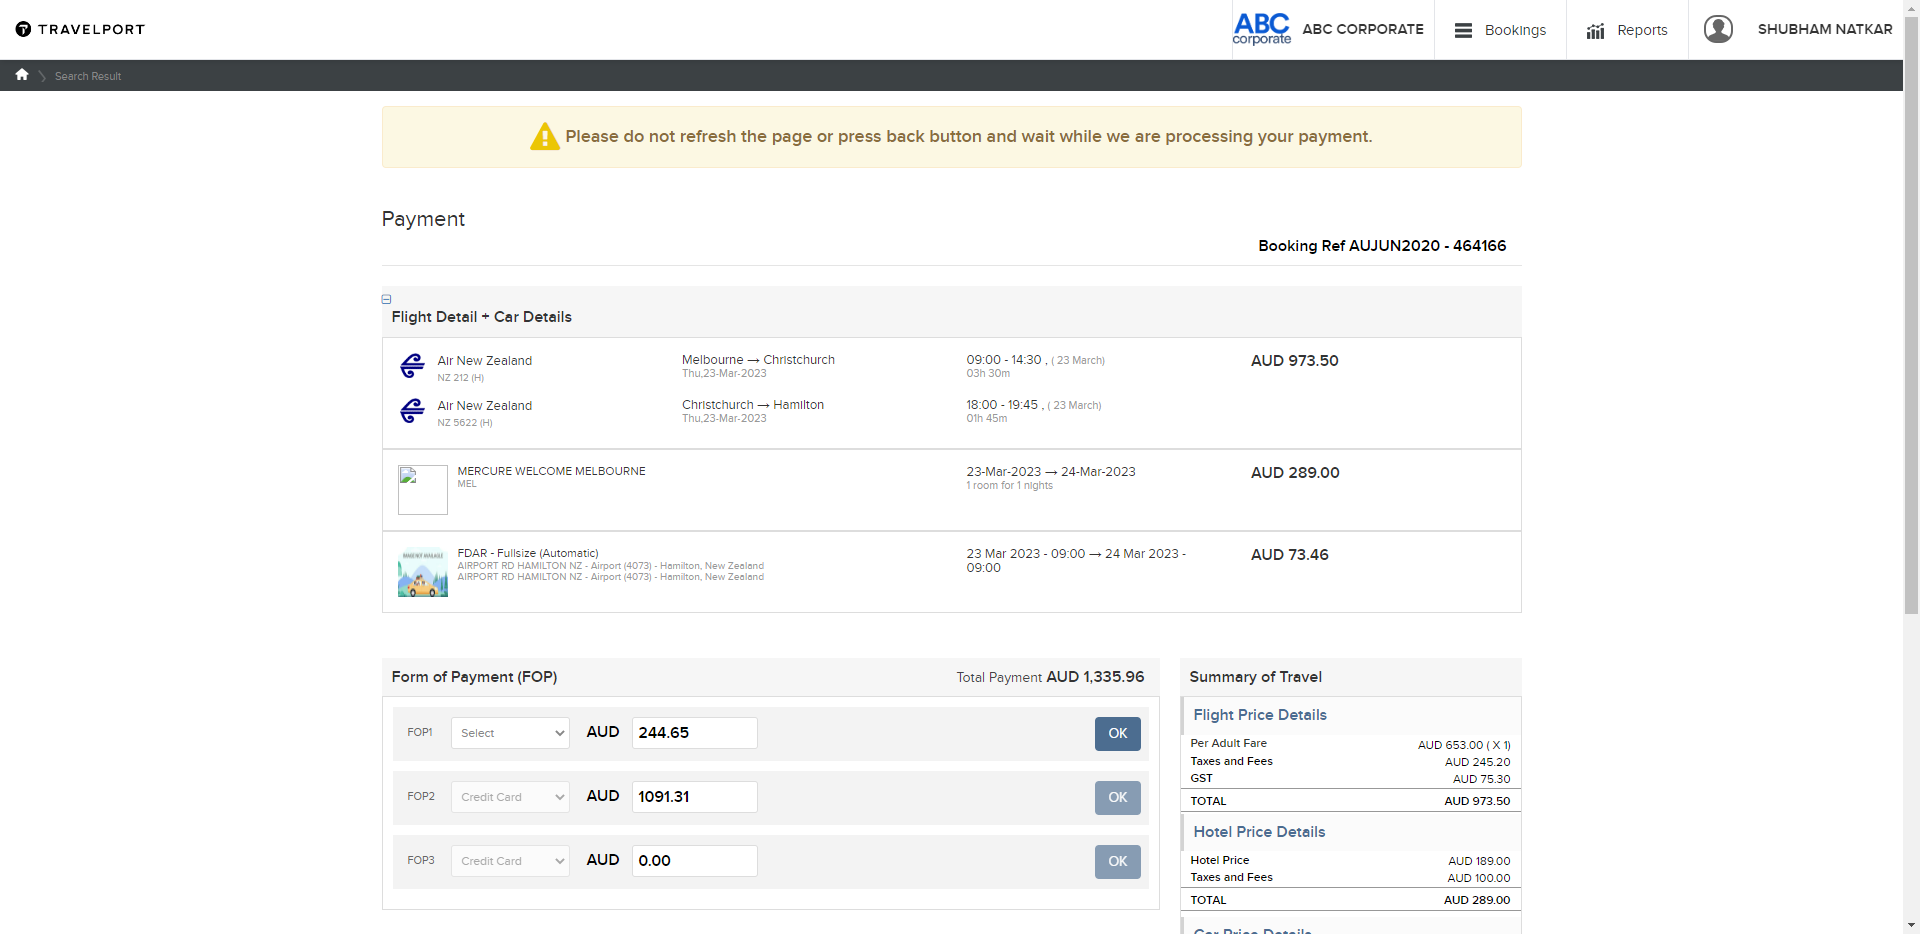 TRAVELPORT
ABC corporate ABC CORPORATE Bookings Reports SHUBHAM NATKAR
Search Result
Please do not refresh the page or press back button and wait while we are processing your payment.
Payment
Booking Ref AUJUN2020 - 464166
Flight Detail + Car Details
Air New Zealand Melbourne → Christchurch 09:00 - 14:30 , ( 23 March) AUD 973.50
NZ 212 (H) Thu,23-Mar-2023 03h 30m
Air New Zealand Christchurch → Hamilton 18:00 - 19:45 , ( 23 March)
NZ 5622 (H) Thu,23-Mar-2023 01h 45m
MERCURE WELCOME MELBOURNE 23-Mar-2023 → 24-Mar-2023 AUD 289.00
MEL 1 room for 1 nights
IMAGE NOT AVAILABLE
FDAR - Fullsize (Automatic) 23 Mar 2023 - 09:00 → 24 Mar 2023 - AUD 73.46
AIRPORT RD HAMILTON NZ - Airport (4073) - Hamilton, New Zealand 09:00
AIRPORT RD HAMILTON NZ - Airport (4073) - Hamilton, New Zealand
Form of Payment (FOP) Total Payment AUD 1,335.96
FOP1 Select AUD 244.65 OK
FOP2 Credit Card AUD 1091.31 OK
FOP3 Credit Card AUD 0.00 OK
Summary of Travel
Flight Price Details
Per Adult Fare AUD 653.00 ( X 1)
Taxes and Fees AUD 245.20
GST AUD 75.30
TOTAL AUD 973.50
Hotel Price Details
Hotel Price AUD 189.00
Taxes and Fees AUD 100.00
TOTAL AUD 289.00
Car Price Details